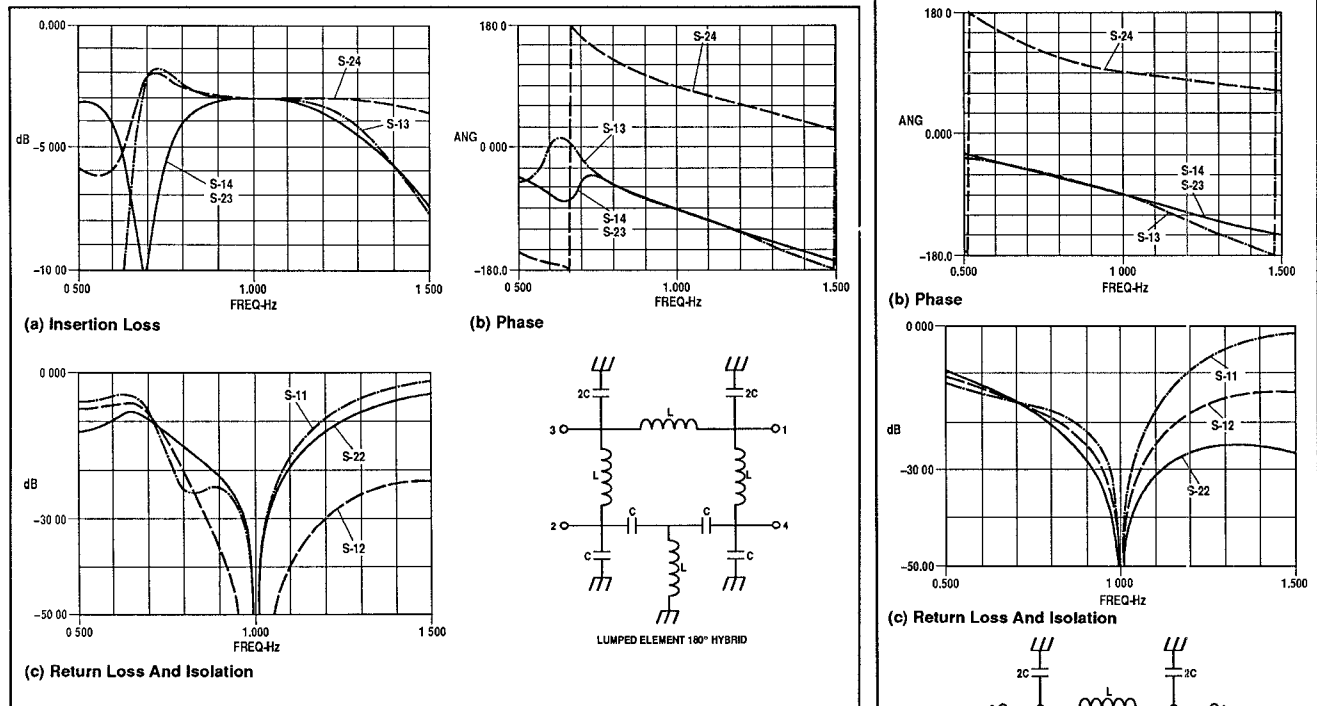 0.000
dB
-5 000
-10 00
0 500
1.000
1 500
FREQ-Hz
S-24
S-13
S-14
S-23
(a) Insertion Loss
180.0
ANG
0.000
-180.0
0 500
1.000
1.500
FREQ-Hz
S-24
S-13
S-14
S-23
(b) Phase
0 000
dB
-30 00
-50 00
0 500
1.000
1 500
FREQ-Hz
S-11
S-22
S-12
(c) Return Loss And Isolation
2C
2C
L
3
1
L
L
C
C
2
4
C
L
C
LUMPED ELEMENT 180° HYBRID
180 0
ANG
0.000
-180.0
0.500
1.000
1.500
FREQ-Hz
S-24
S-14
S-23
S-13
(b) Phase
0 000
dB
-30.00
-50.00
0.500
1.000
1.500
FREQ-Hz
S-11
S-12
S-22
(c) Return Loss And Isolation
2C
2C
L